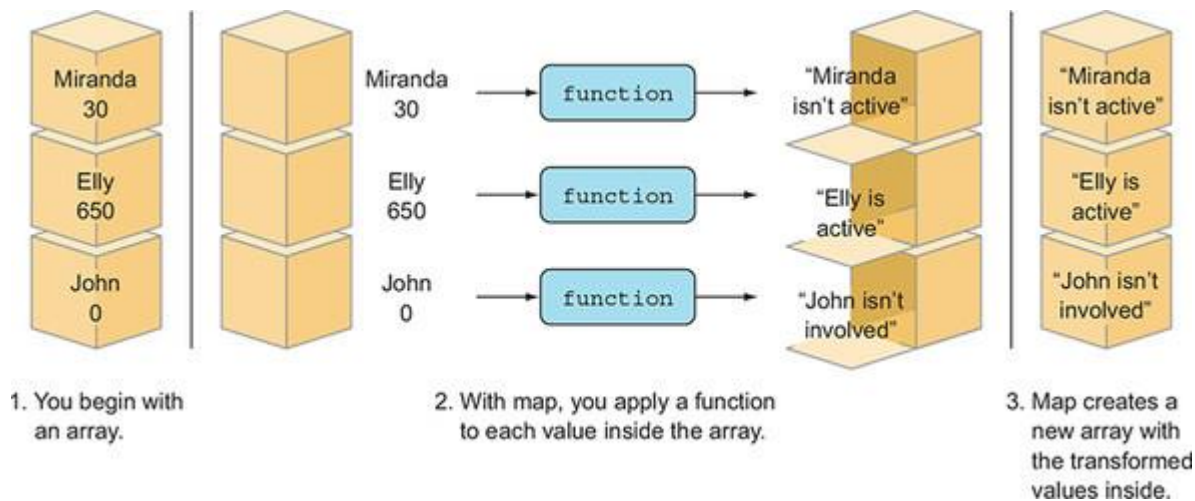 Miranda
30
Elly
650
John
0
Miranda
30
function
“Miranda
isn’t active”
Elly
650
function
“Elly is
active”
John
0
function
“John isn’t
involved”
“Miranda
isn’t active”
“Elly is
active”
“John isn’t
involved”
1. You begin with
an array.
2. With map, you apply a function
to each value inside the array.
3. Map creates a
new array with
the transformed
values inside.